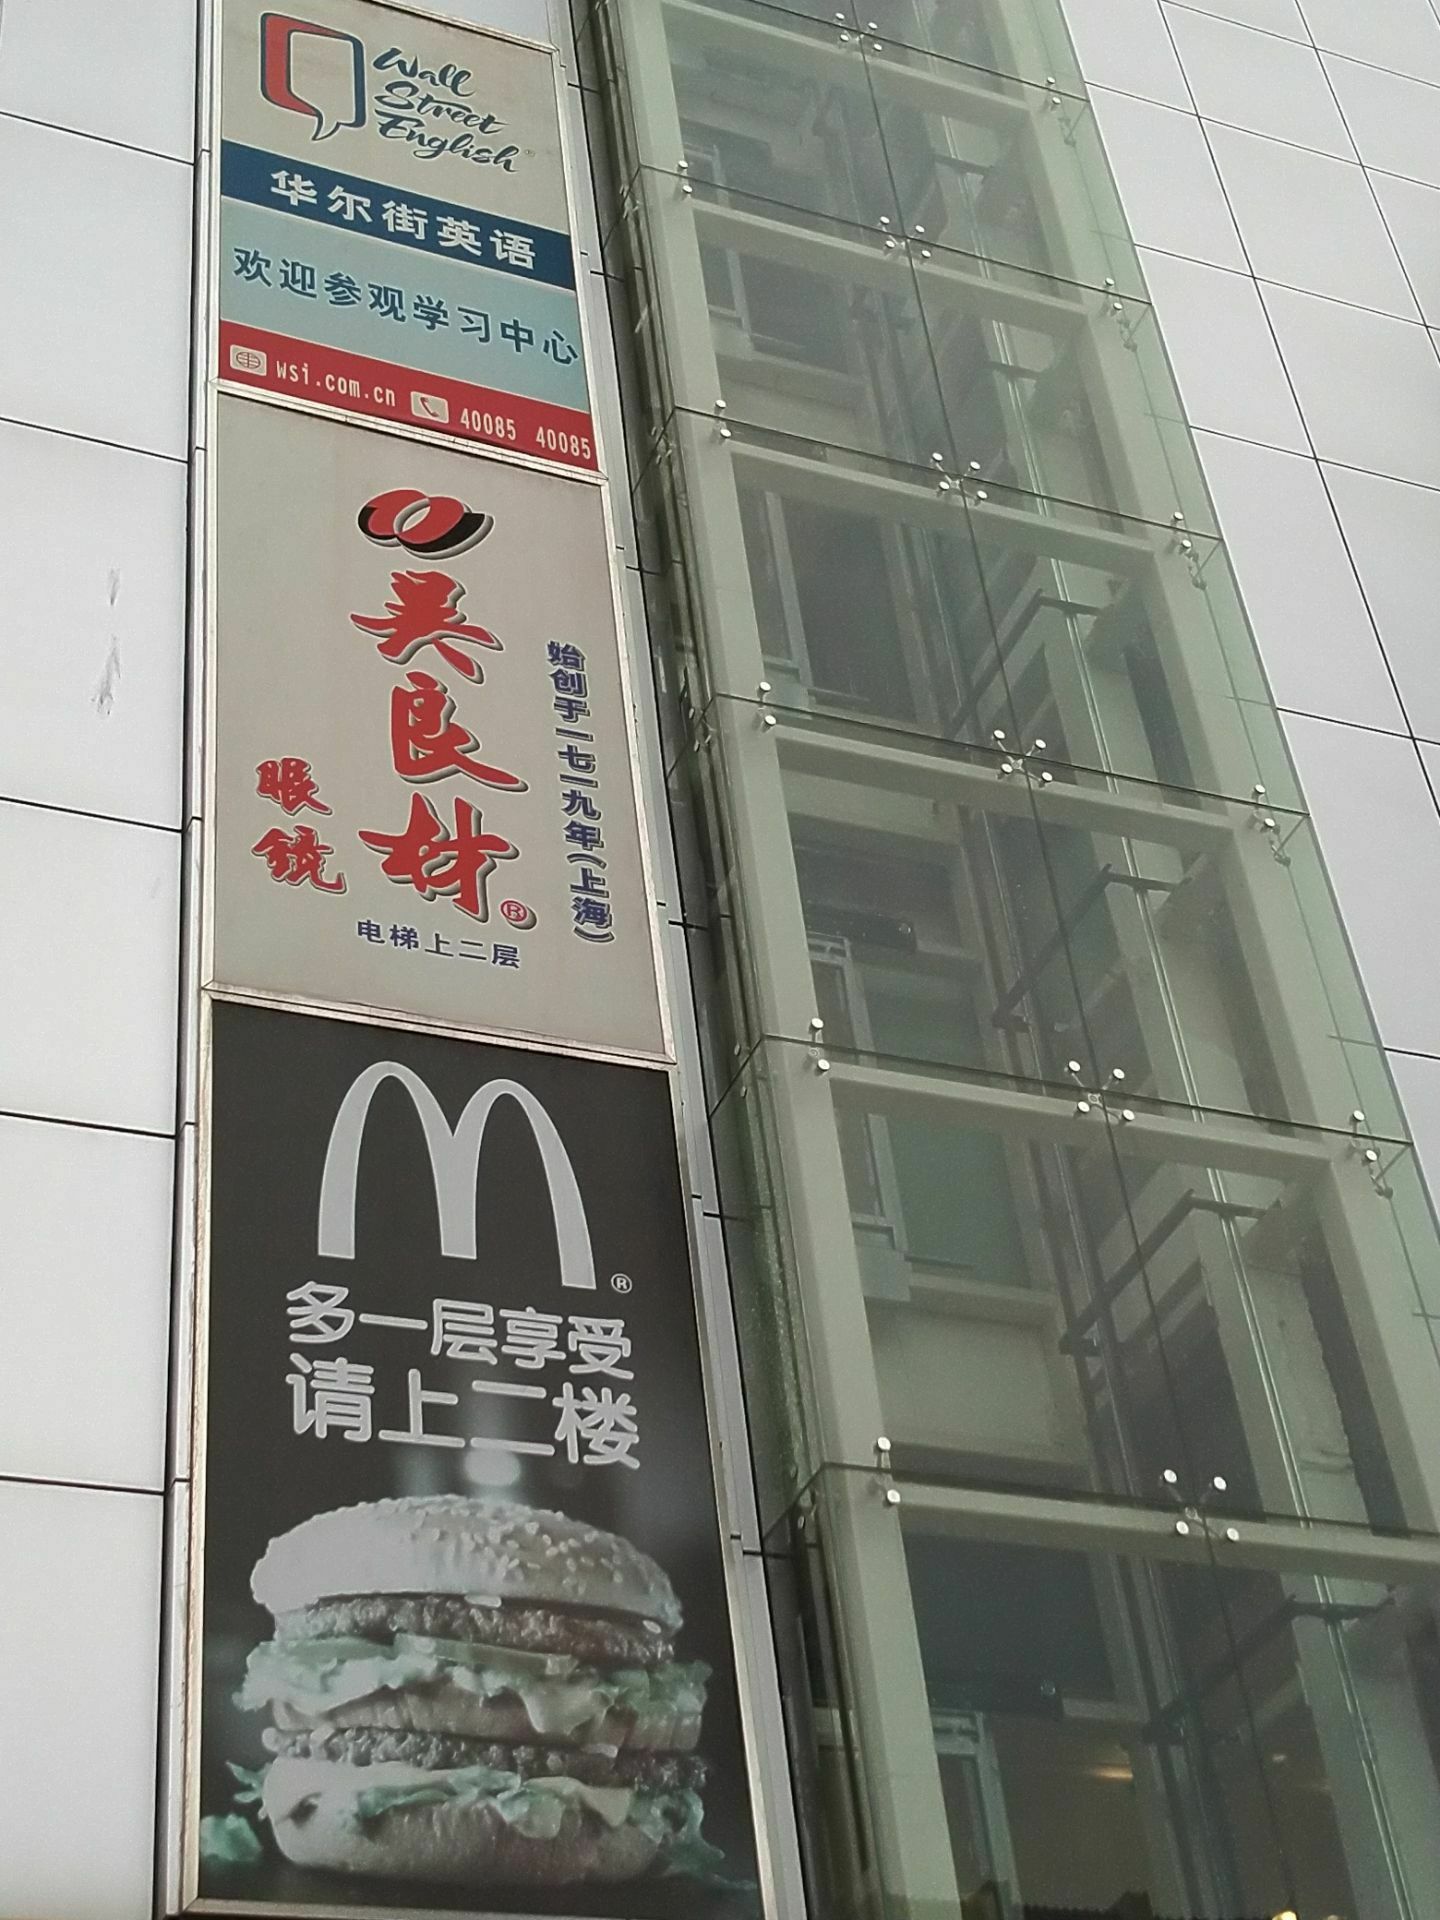 Wall
Street
English
华尔街英语
欢迎参观学习中心
wsi.com.cn 40085 40085
吴良材®
眼镜
始创于一七一九年(上海)
电梯上二层
M®
多一层享受
请上二楼